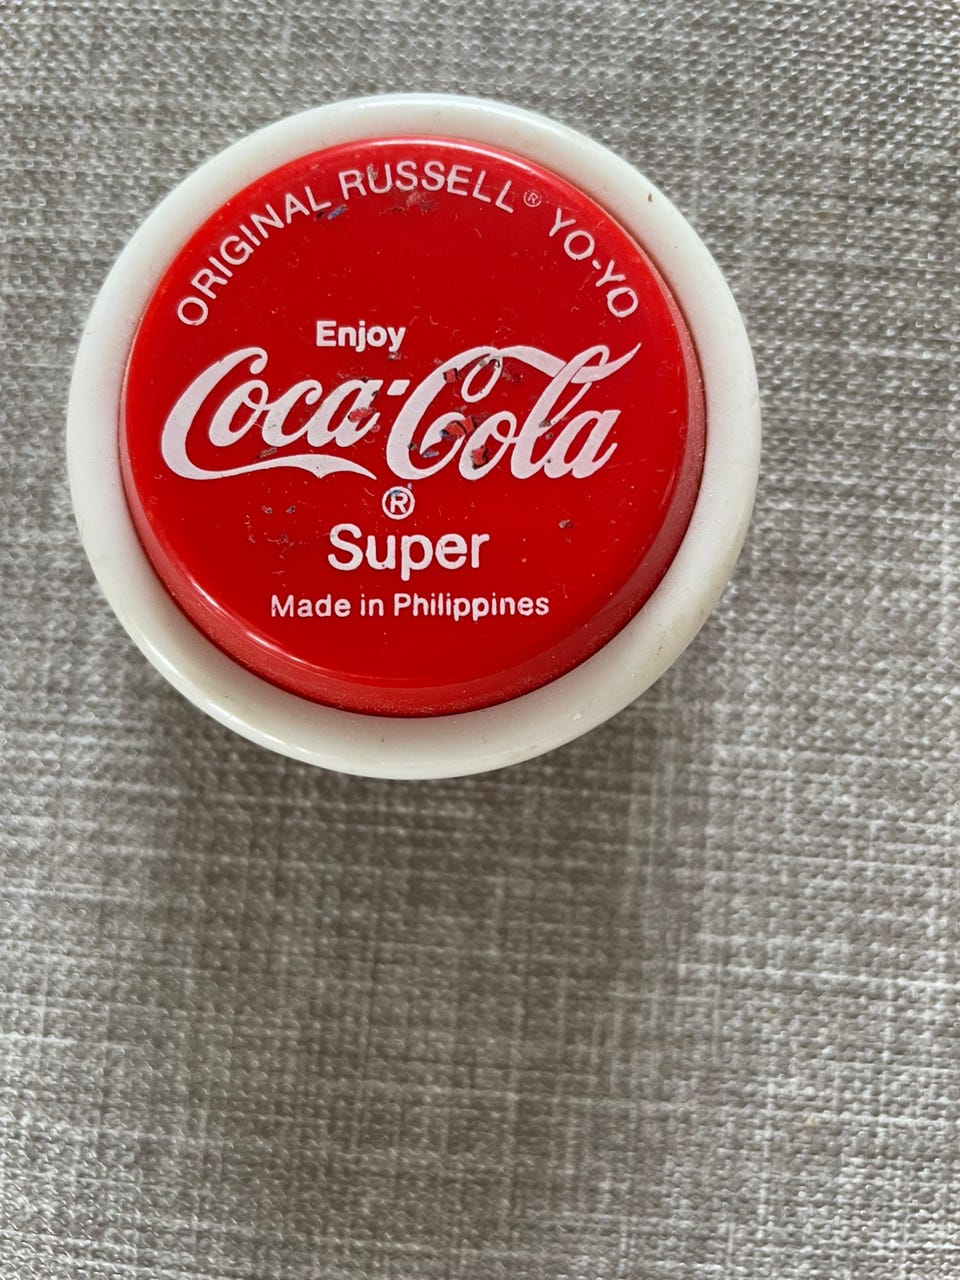 ORIGINAL RUSSELL® YO-YO
Enjoy
Coca-Cola
®
Super
Made in Philippines